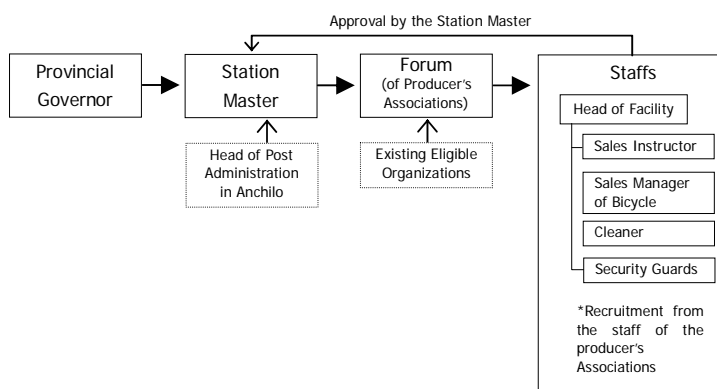 Approval by the Station Master
Provincial
Governor
Station
Master
Forum
(of Producer's
Associations)
Staffs
Head of Facility
Sales Instructor
Sales Manager
of Bicycle
Cleaner
Security Guards
*Recruitment from
the staff of the
producer's
Associations
Head of Post
Administration
in Anchilo
Existing Eligible
Organizations